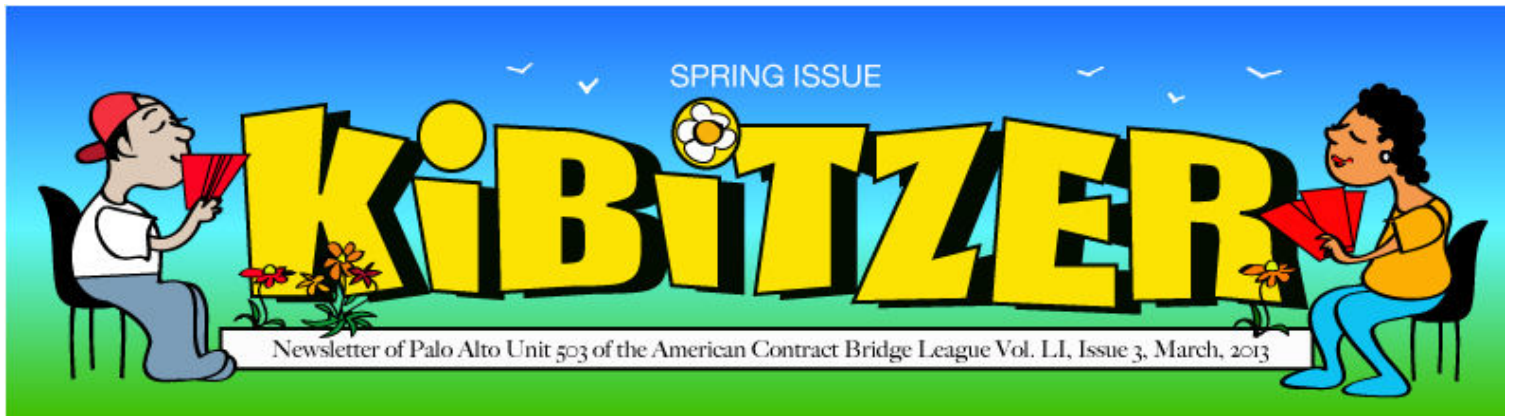 SPRING ISSUE
KiBiTZER
Newsletter of Palo Alto Unit 503 of the American Contract Bridge League Vol. LI, Issue 3, March, 2013